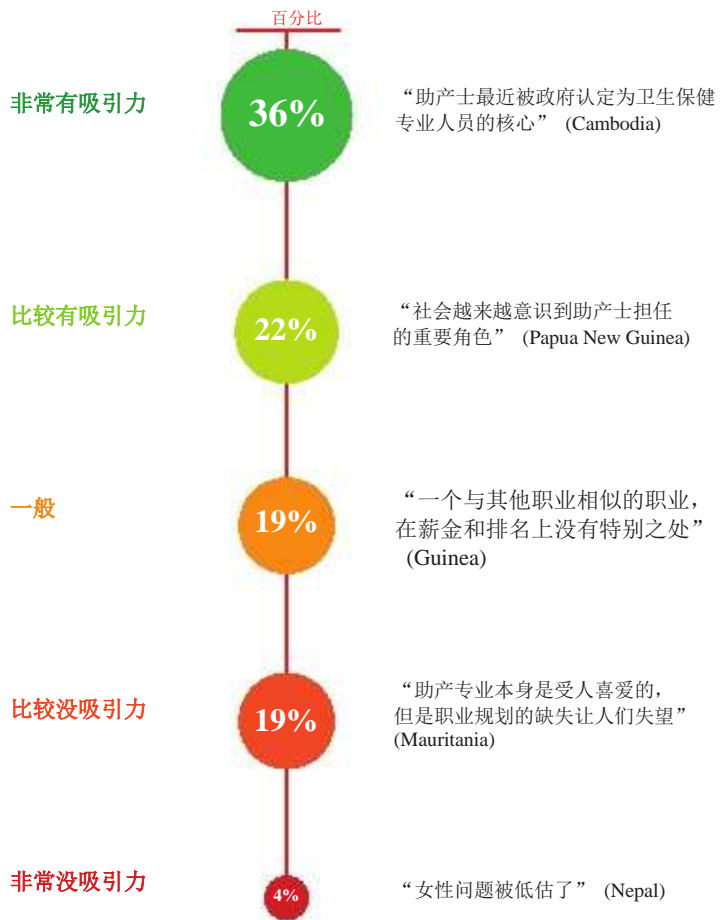 百分比
非常有吸引力
36%
“助产士最近被政府认定为卫生保健
专业人员的核心” (Cambodia)
比较有吸引力
22%
“社会越来越意识到助产士担任
的重要角色” (Papua New Guinea)
一般
19%
“一个与其他职业相似的职业，
在薪金和排名上没有特别之处”
(Guinea)
比较没吸引力
19%
“助产专业本身是受人喜爱的，
但是职业规划的缺失让人们失望”
(Mauritania)
非常没吸引力
4%
“女性问题被低估了” (Nepal)